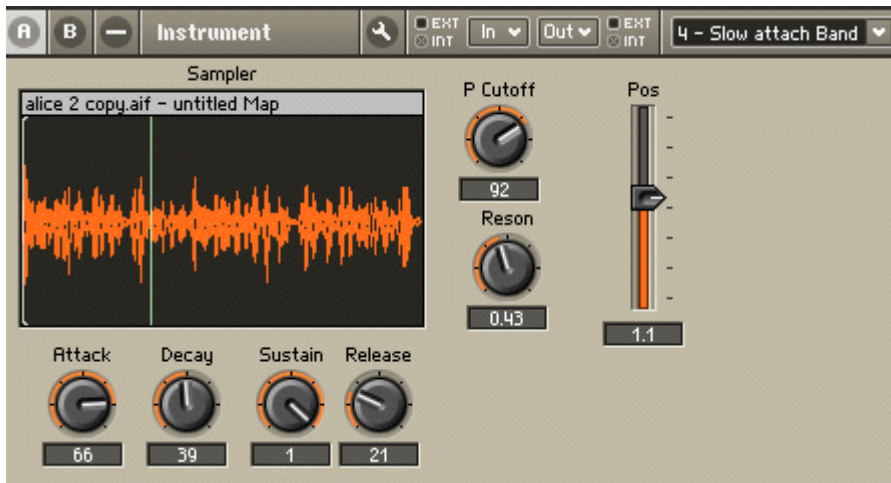 A B Instrument EXT INT In Out EXT INT 4 - Slow attach Band
Sampler
alice 2 copy.aif - untitled Map
P Cutoff
92
Reson
0.43
Pos
1.1
Attack Decay Sustain Release
66 39 1 21